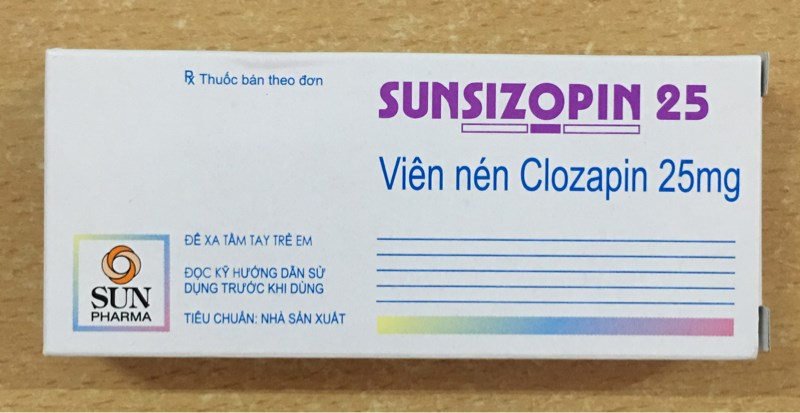 ℞ Thuốc bán theo đơn
SUNSIZOPIN 25
Viên nén Clozapin 25mg
SUN
PHARMA
ĐỂ XA TẦM TAY TRẺ EM
ĐỌC KỸ HƯỚNG DẪN SỬ
DỤNG TRƯỚC KHI DÙNG
TIÊU CHUẨN: NHÀ SẢN XUẤT